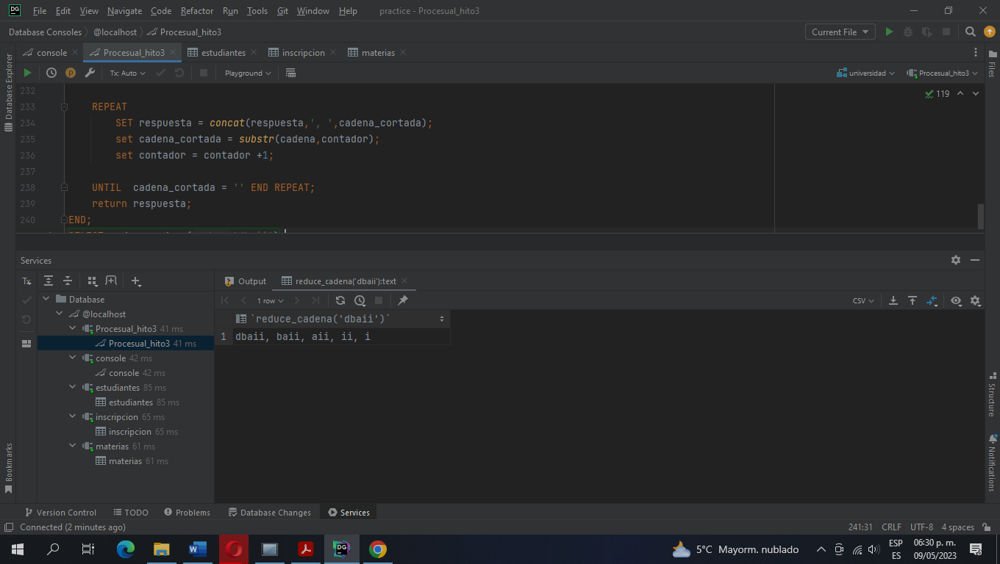 DG File Edit View Navigate Code Refactor Run Tools Git Window Help practice - Procesual_hito3
Database Consoles @localhost Procesual_hito3 Current File
console Procesual_hito3 estudiantes inscripcion materias
Tx: Auto Playground universidad Procesual_hito3
Database Explorer
Files
119
232
233 REPEAT
234 SET respuesta = concat(respuesta,', ',cadena_cortada);
235 set cadena_cortada = substr(cadena,contador);
236 set contador = contador +1;
237
238 UNTIL  cadena_cortada = '' END REPEAT;
239 return respuesta;
240 END;
Services
Tx
Output reduce_cadena('dbaii'):text
1 row CSV
Database
@localhost
Procesual_hito3 41 ms
Procesual_hito3 41 ms
console 42 ms
console 42 ms
estudiantes 85 ms
estudiantes 85 ms
inscripcion 65 ms
inscripcion 65 ms
materias 61 ms
materias 61 ms
`reduce_cadena('dbaii')`
1 dbaii, baii, aii, ii, i
Structure
Notifications
Bookmarks
Version Control TODO Problems Database Changes Services
Connected (2 minutes ago) 241:31 CRLF UTF-8 4 spaces
DG 5°C Mayorm. nublado ESP 06:30 p. m.
ES 09/05/2023